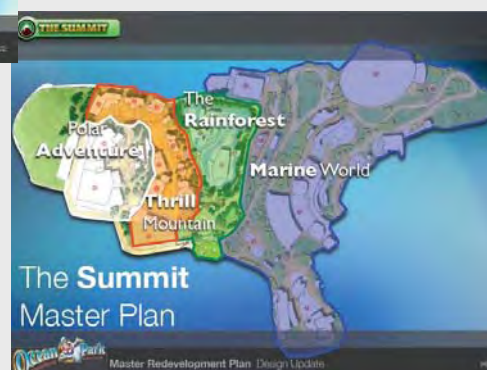 THE SUMMIT
The
Rainforest
Polar
Adventure
Marine World
Thrill
Mountain
The Summit
Master Plan
Ocean Park
Master Redevelopment Plan Design Update